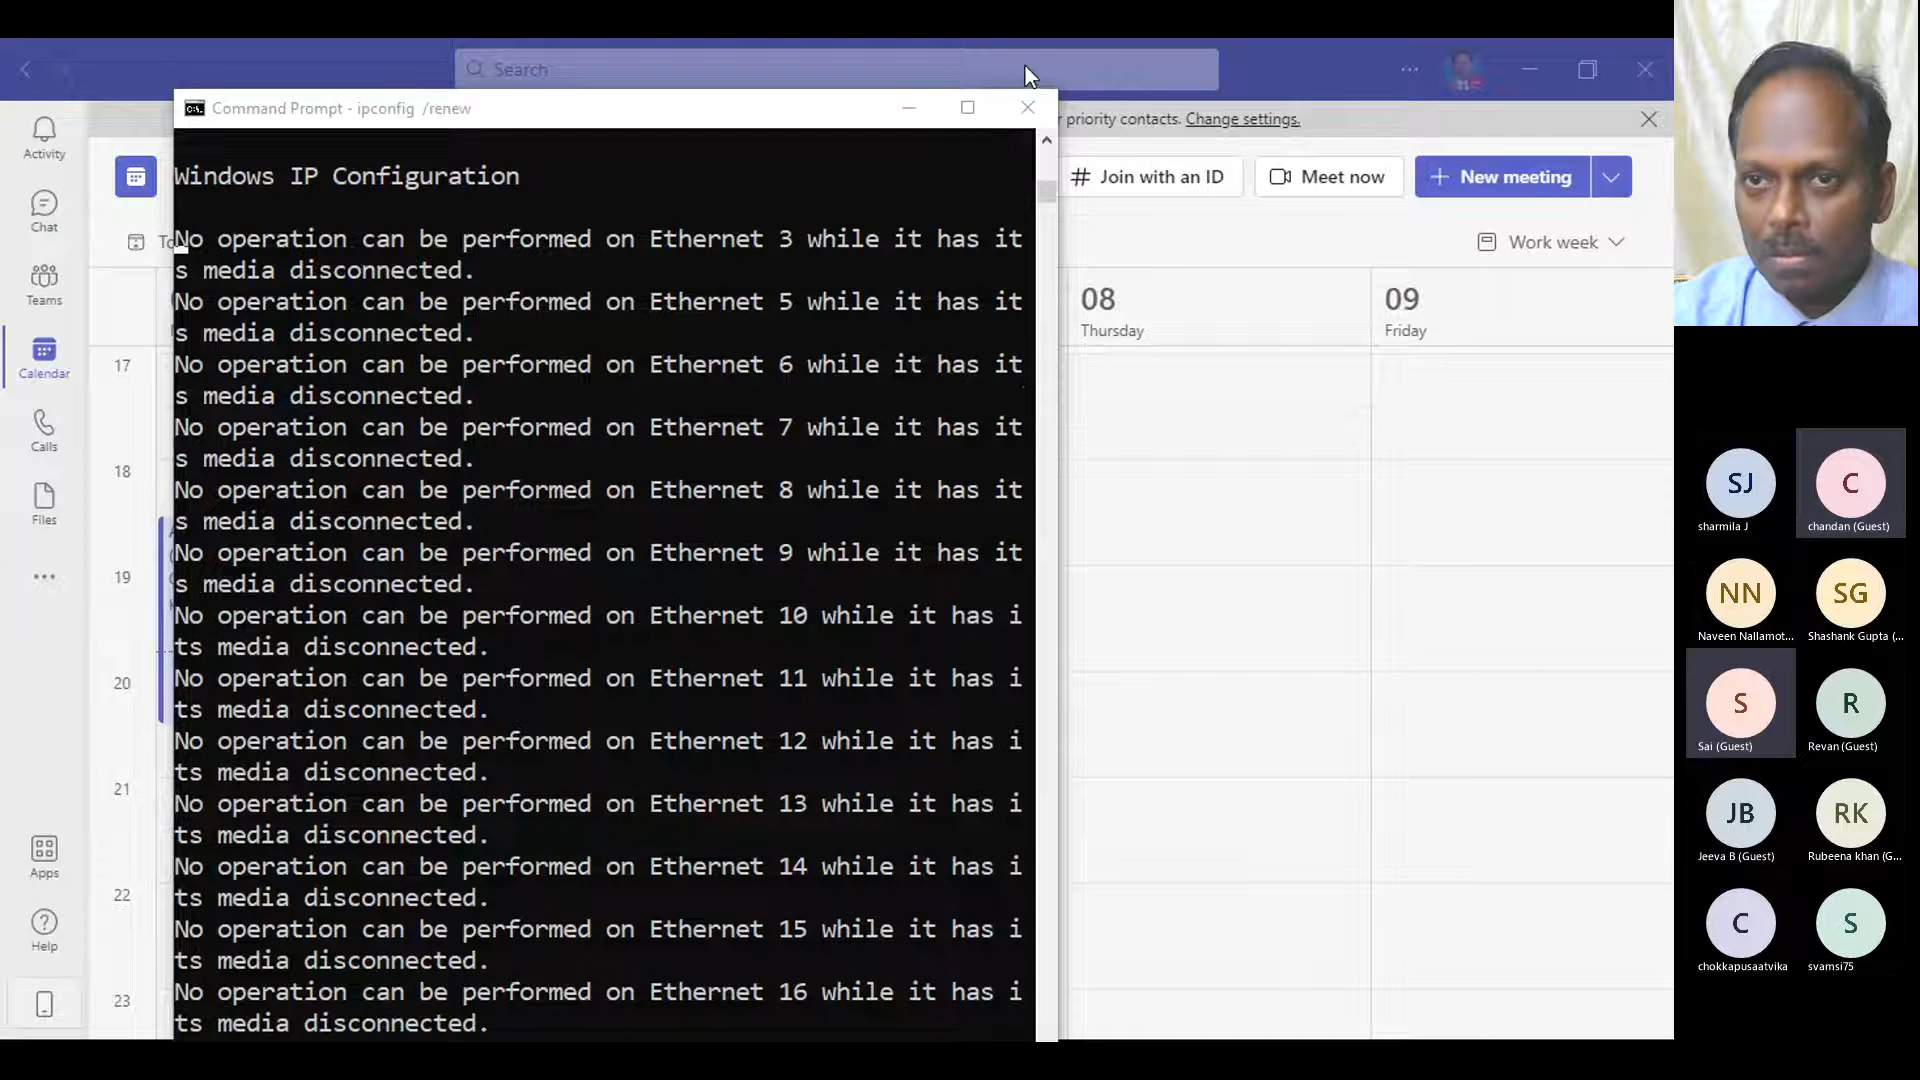 Search
Command Prompt - ipconfig /renew
priority contacts. Change settings.
Activity
Chat
Teams
Calendar
Calls
Files
Apps
Help
Join with an ID
Meet now
New meeting
Work week
08
Thursday
09
Friday
17
18
19
20
21
22
23
Windows IP Configuration
No operation can be performed on Ethernet 3 while it has it
s media disconnected.
No operation can be performed on Ethernet 5 while it has it
s media disconnected.
No operation can be performed on Ethernet 6 while it has it
s media disconnected.
No operation can be performed on Ethernet 7 while it has it
s media disconnected.
No operation can be performed on Ethernet 8 while it has it
s media disconnected.
No operation can be performed on Ethernet 9 while it has it
s media disconnected.
No operation can be performed on Ethernet 10 while it has i
ts media disconnected.
No operation can be performed on Ethernet 11 while it has i
ts media disconnected.
No operation can be performed on Ethernet 12 while it has i
ts media disconnected.
No operation can be performed on Ethernet 13 while it has i
ts media disconnected.
No operation can be performed on Ethernet 14 while it has i
ts media disconnected.
No operation can be performed on Ethernet 15 while it has i
ts media disconnected.
No operation can be performed on Ethernet 16 while it has i
ts media disconnected.
SJ
sharmila J
C
chandan (Guest)
NN
Naveen Nallamot...
SG
Shashank Gupta (...
S
Sai (Guest)
R
Revan (Guest)
JB
Jeeva B (Guest)
RK
Rubeena khan (G...
C
chokkapusaatvika
S
svamsi75